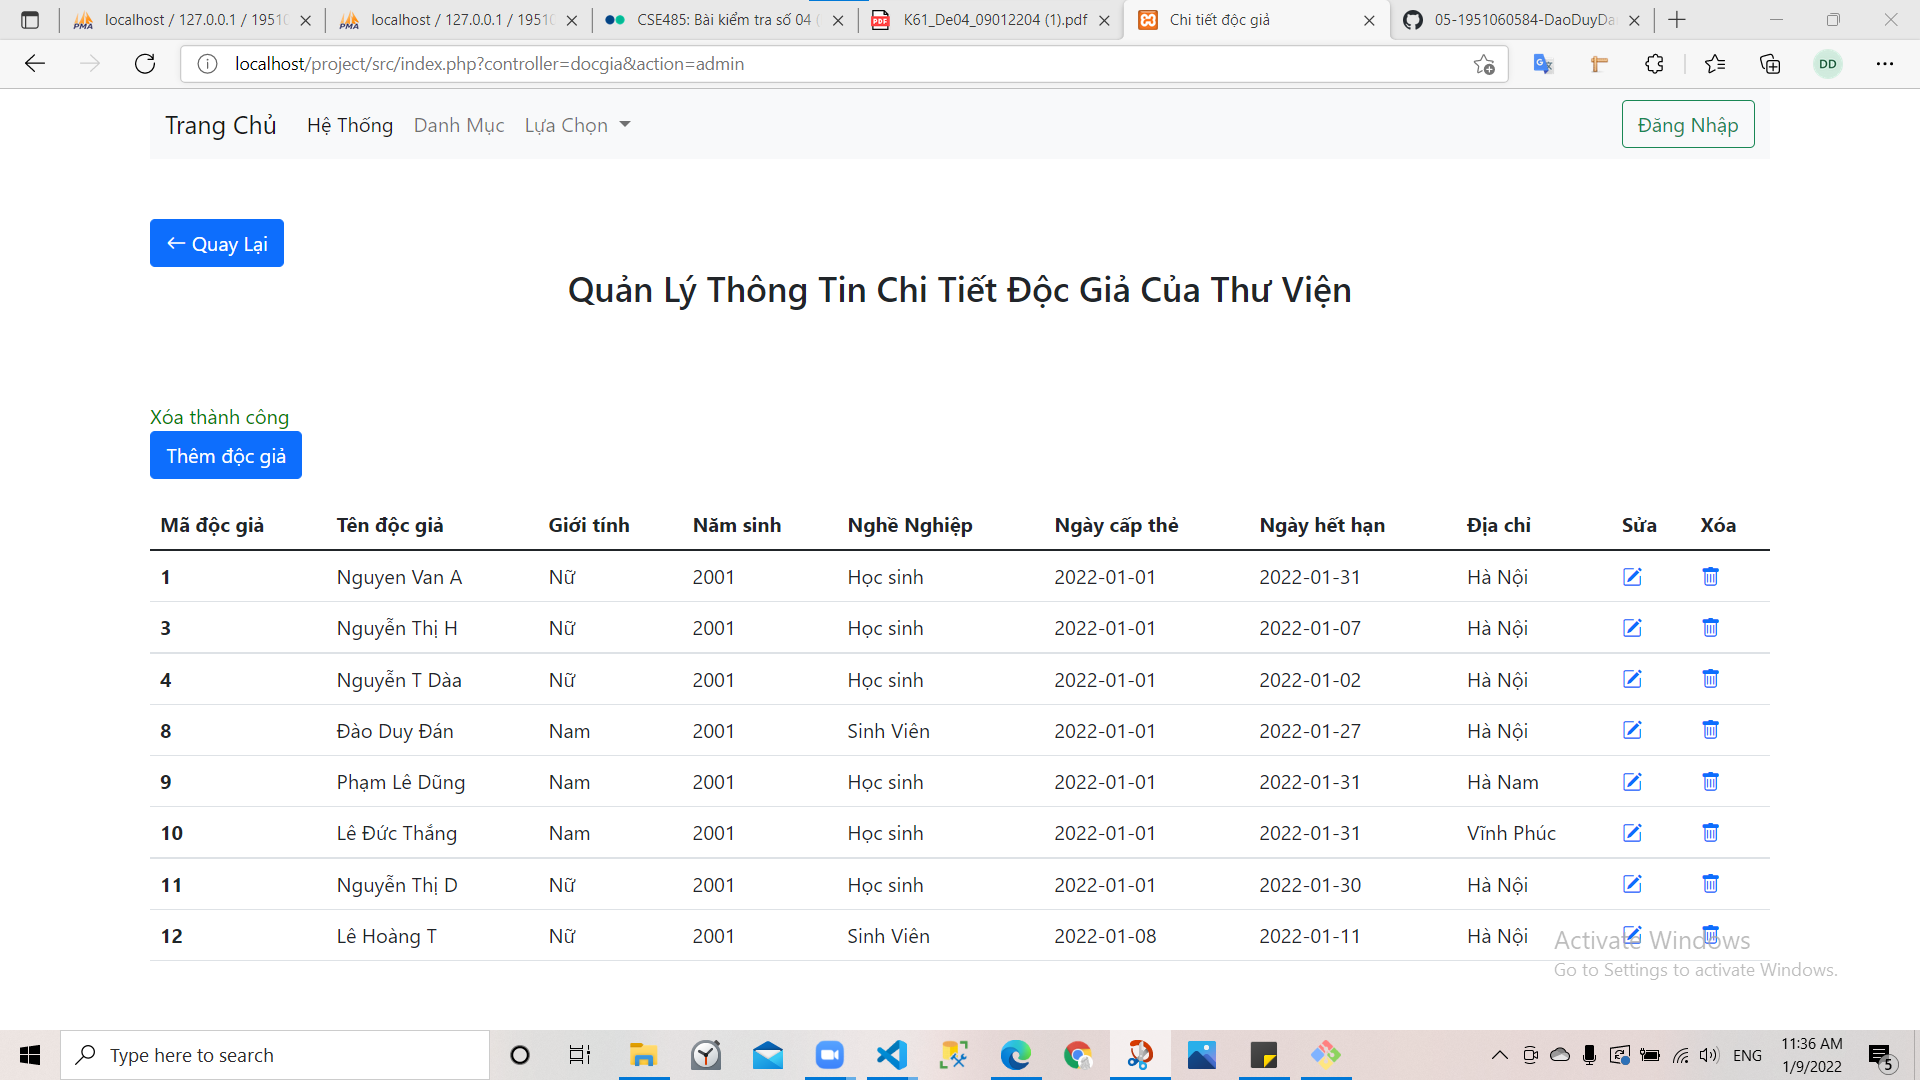 localhost / 127.0.0.1 / 1951
localhost / 127.0.0.1 / 1951
CSE485: Bài kiểm tra số 04 (
K61_De04_09012204 (1).pdf
Chi tiết độc giả
05-1951060584-DaoDuyDa
localhost/project/src/index.php?controller=docgia&action=admin
DD
Trang Chủ Hệ Thống Danh Mục Lựa Chọn Đăng Nhập
← Quay Lại
Quản Lý Thông Tin Chi Tiết Độc Giả Của Thư Viện
Xóa thành công
Thêm độc giả
Mã độc giả Tên độc giả Giới tính Năm sinh Nghề Nghiệp Ngày cấp thẻ Ngày hết hạn Địa chỉ Sửa Xóa
1 Nguyen Van A Nữ 2001 Học sinh 2022-01-01 2022-01-31 Hà Nội
3 Nguyễn Thị H Nữ 2001 Học sinh 2022-01-01 2022-01-07 Hà Nội
4 Nguyễn T Dàa Nữ 2001 Học sinh 2022-01-01 2022-01-02 Hà Nội
8 Đào Duy Đán Nam 2001 Sinh Viên 2022-01-01 2022-01-27 Hà Nội
9 Phạm Lê Dũng Nam 2001 Học sinh 2022-01-01 2022-01-31 Hà Nam
10 Lê Đức Thắng Nam 2001 Học sinh 2022-01-01 2022-01-31 Vĩnh Phúc
11 Nguyễn Thị D Nữ 2001 Học sinh 2022-01-01 2022-01-30 Hà Nội
12 Lê Hoàng T Nữ 2001 Sinh Viên 2022-01-08 2022-01-11 Hà Nội
Activate Windows
Go to Settings to activate Windows.
Type here to search
ENG
11:36 AM
1/9/2022
5